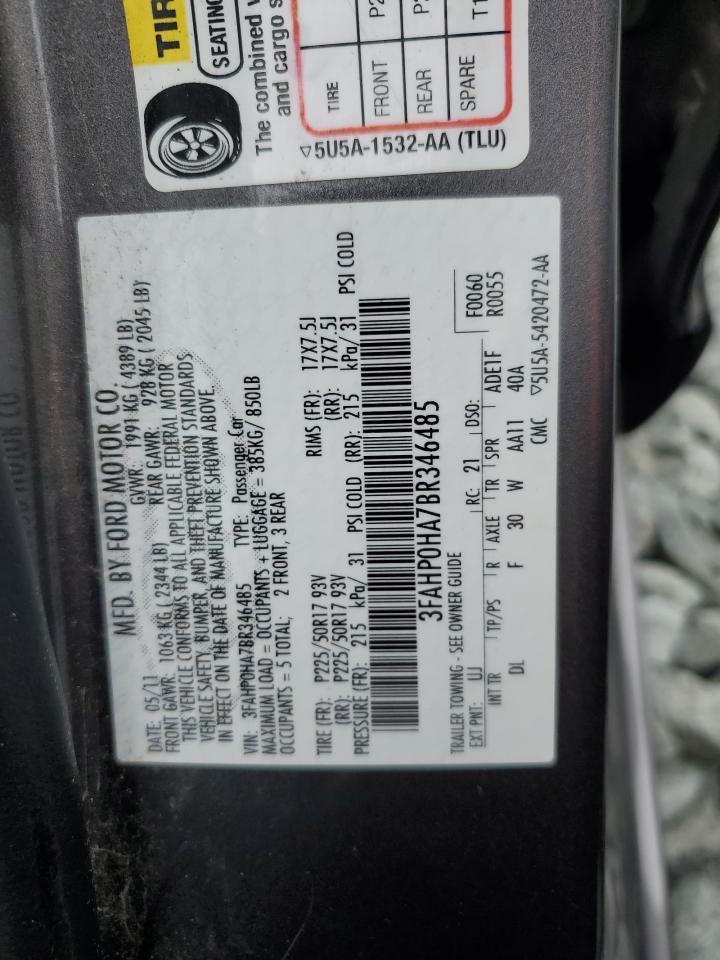 TIR
SEATING
The combined
and cargo
TIRE
FRONT P2
REAR P2
SPARE T1
▽5U5A-1532-AA (TLU)
MFD. BY FORD MOTOR CO.
DATE: 05/11 GVWR: 1991 KG ( 4389 LB)
FRONT GAWR: 1063 KG ( 2344 LB) REAR GAWR: 928 KG ( 2045 LB)
THIS VEHICLE CONFORMS TO ALL APPLICABLE FEDERAL MOTOR
VEHICLE SAFETY, BUMPER, AND THEFT PREVENTION STANDARDS
IN EFFECT ON THE DATE OF MANUFACTURE SHOWN ABOVE.
VIN: 3FAHP0HA7BR346485 TYPE: Passenger Car
MAXIMUM LOAD = OCCUPANTS + LUGGAGE = 385KG/ 850LB
OCCUPANTS = 5 TOTAL; 2 FRONT, 3 REAR
TIRE (FR): P225/50R17 93V RIMS (FR): 17X7.5J
(RR): P225/50R17 93V (RR): 17X7.5J
PRESSURE (FR): 215 kPa/ 31 PSI COLD (RR): 215 kPa/ 31 PSI COLD
3FAHP0HA7BR346485
TRAILER TOWING - SEE OWNER GUIDE
F0060
R0055
EXT PNT: UJ RC: 21 DSO:
INT TR TP/PS R AXLE TR SPR ADE1F
DL F 30 W AA11 40A
CMC ▽5U5A-5420472-AA